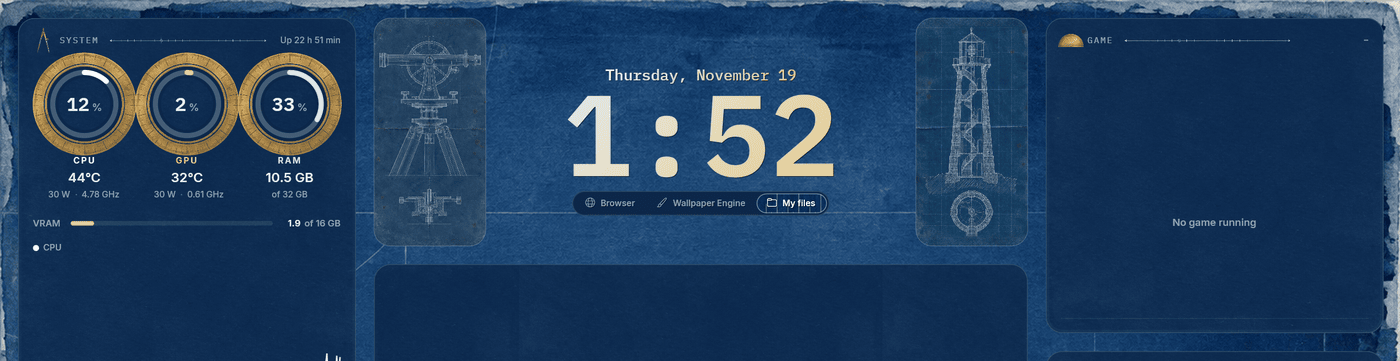 SYSTEM
Up 22 h 51 min
12 %
2 %
33 %
CPU
GPU
RAM
44°C
32°C
10.5 GB
30 W · 4.78 GHz
30 W · 0.61 GHz
of 32 GB
VRAM
1.9 of 16 GB
CPU
Thursday, November 19
1:52
Browser
Wallpaper Engine
My files
GAME
–
No game running